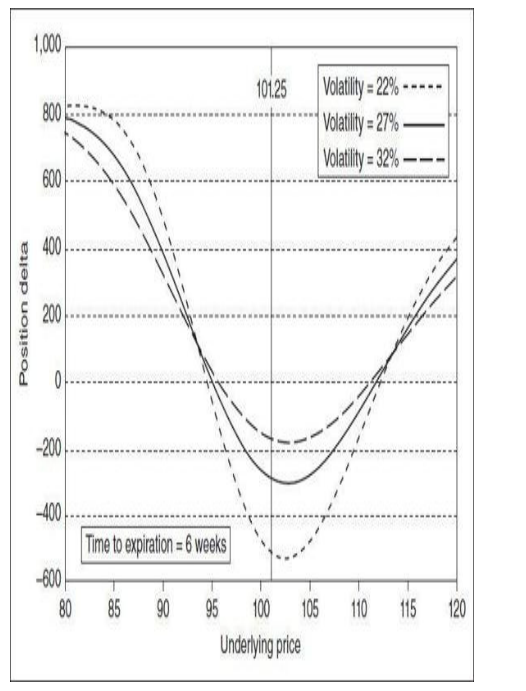 1,000
800
600
400
200
0
–200
–400
–600
Position delta
101.25
Volatility = 22%
Volatility = 27%
Volatility = 32%
Time to expiration = 6 weeks
80 85 90 95 100 105 110 115 120
Underlying price